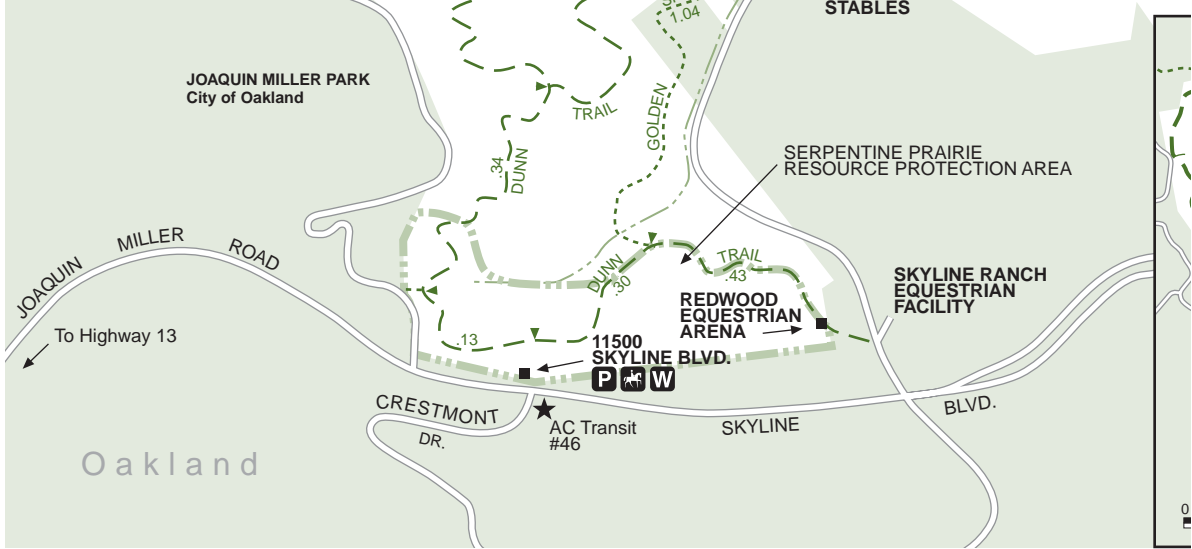 STABLES
1.04
JOAQUIN MILLER PARK
City of Oakland
TRAIL
GOLDEN
.34
DUNN
SERPENTINE PRAIRIE
RESOURCE PROTECTION AREA
JOAQUIN MILLER ROAD
To Highway 13
DUNN
.30
TRAIL
.43
SKYLINE RANCH
EQUESTRIAN
FACILITY
REDWOOD
EQUESTRIAN
ARENA
.13
11500
SKYLINE BLVD.
P
W
CRESTMONT
DR.
AC Transit
#46
SKYLINE
BLVD.
Oakland
0